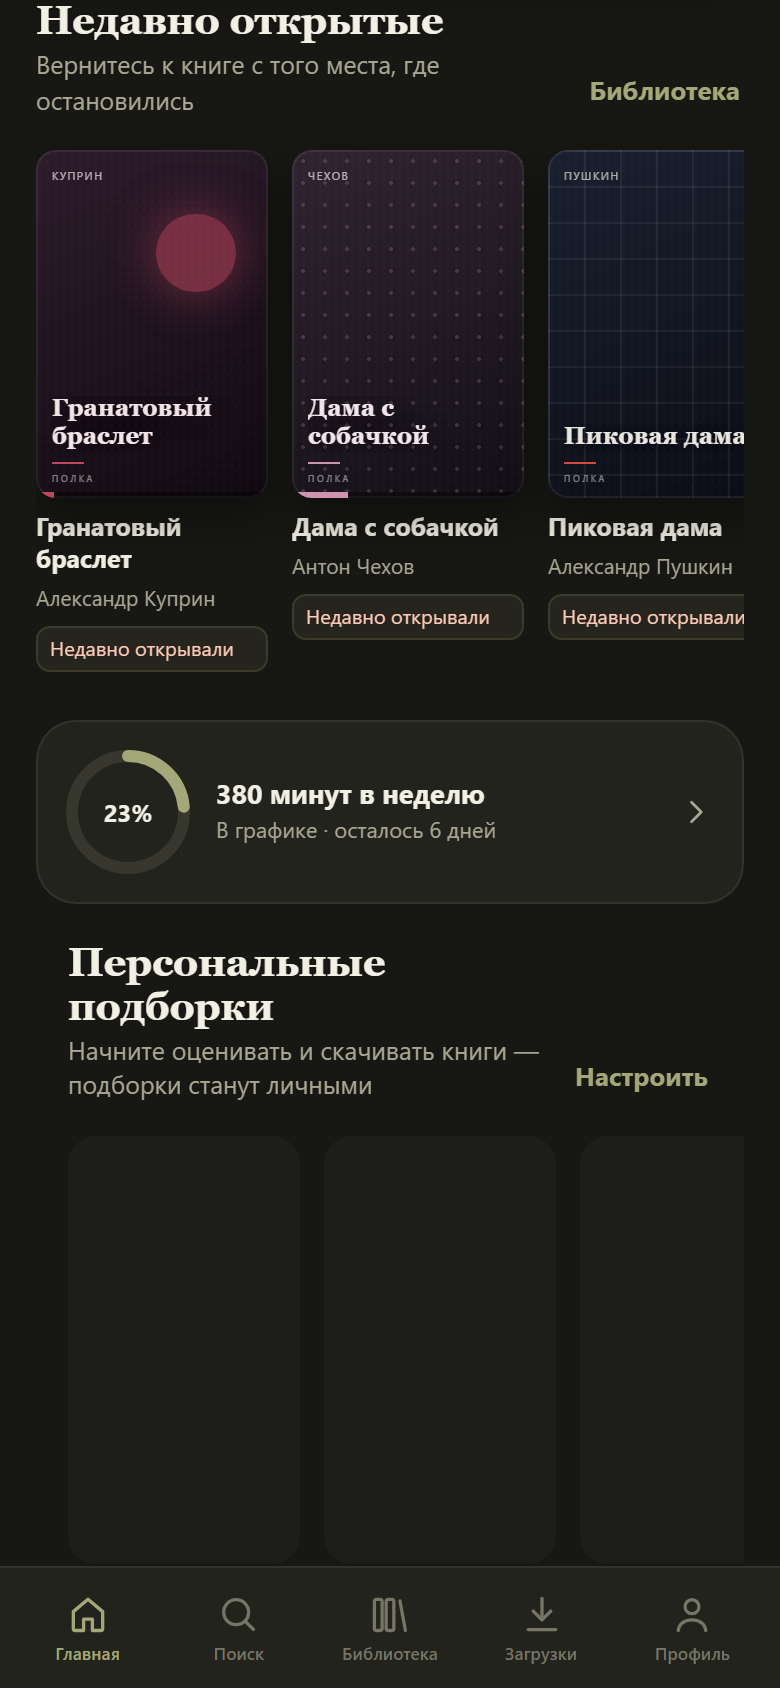 Недавно открытые
Вернитесь к книге с того места, где
остановились
Библиотека
КУПРИН
Гранатовый
браслет
ПОЛКА
Гранатовый
браслет
Александр Куприн
Недавно открывали
ЧЕХОВ
Дама с
собачкой
ПОЛКА
Дама с собачкой
Антон Чехов
Недавно открывали
ПУШКИН
Пиковая дама
ПОЛКА
Пиковая дама
Александр Пушкин
Недавно открывали
23%
380 минут в неделю
В графике · осталось 6 дней
Персональные
подборки
Начните оценивать и скачивать книги —
подборки станут личными
Настроить
Главная
Поиск
Библиотека
Загрузки
Профиль